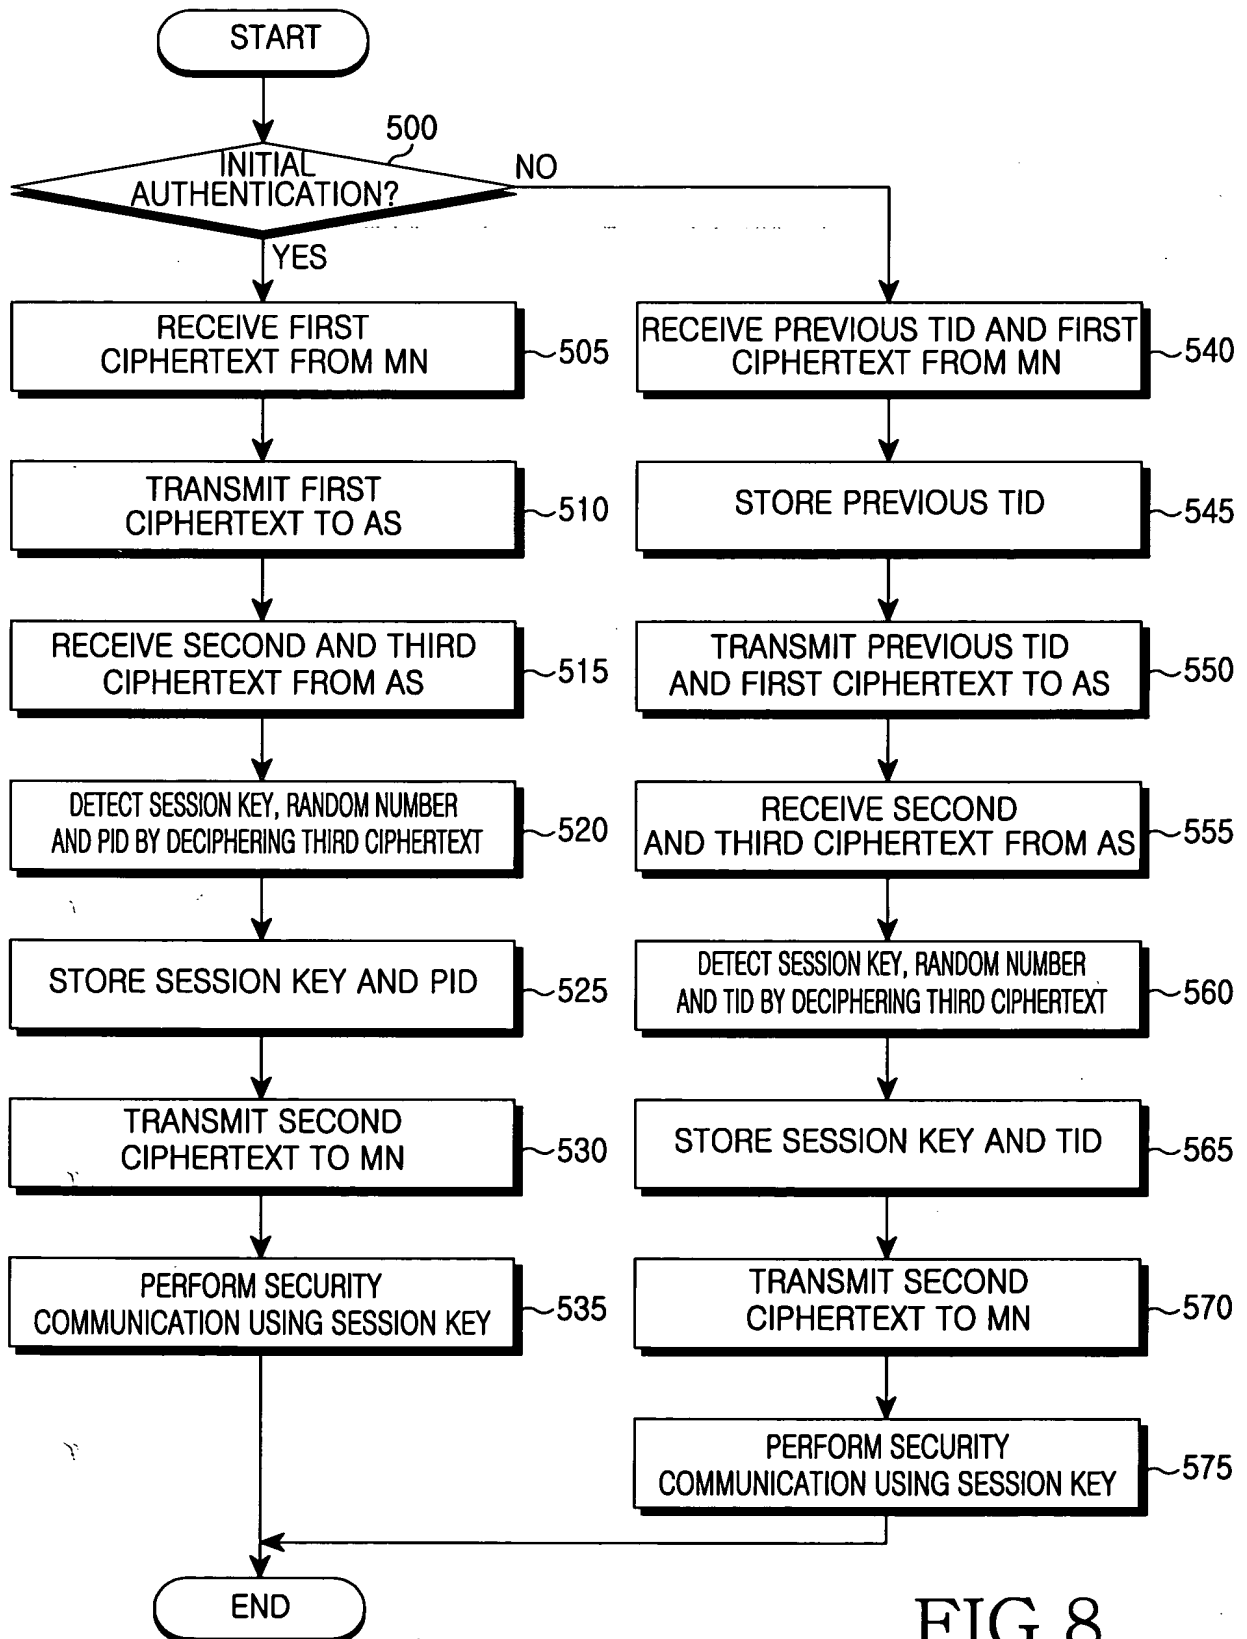 START
500
INITIAL
AUTHENTICATION?
NO
YES
RECEIVE FIRST
CIPHERTEXT FROM MN
505
TRANSMIT FIRST
CIPHERTEXT TO AS
510
RECEIVE SECOND AND THIRD
CIPHERTEXT FROM AS
515
DETECT SESSION KEY, RANDOM NUMBER
AND PID BY DECIPHERING THIRD CIPHERTEXT
520
STORE SESSION KEY AND PID
525
TRANSMIT SECOND
CIPHERTEXT TO MN
530
PERFORM SECURITY
COMMUNICATION USING SESSION KEY
535
RECEIVE PREVIOUS TID AND FIRST
CIPHERTEXT FROM MN
540
STORE PREVIOUS TID
545
TRANSMIT PREVIOUS TID
AND FIRST CIPHERTEXT TO AS
550
RECEIVE SECOND
AND THIRD CIPHERTEXT FROM AS
555
DETECT SESSION KEY, RANDOM NUMBER
AND TID BY DECIPHERING THIRD CIPHERTEXT
560
STORE SESSION KEY AND TID
565
TRANSMIT SECOND
CIPHERTEXT TO MN
570
PERFORM SECURITY
COMMUNICATION USING SESSION KEY
575
END
FIG.8